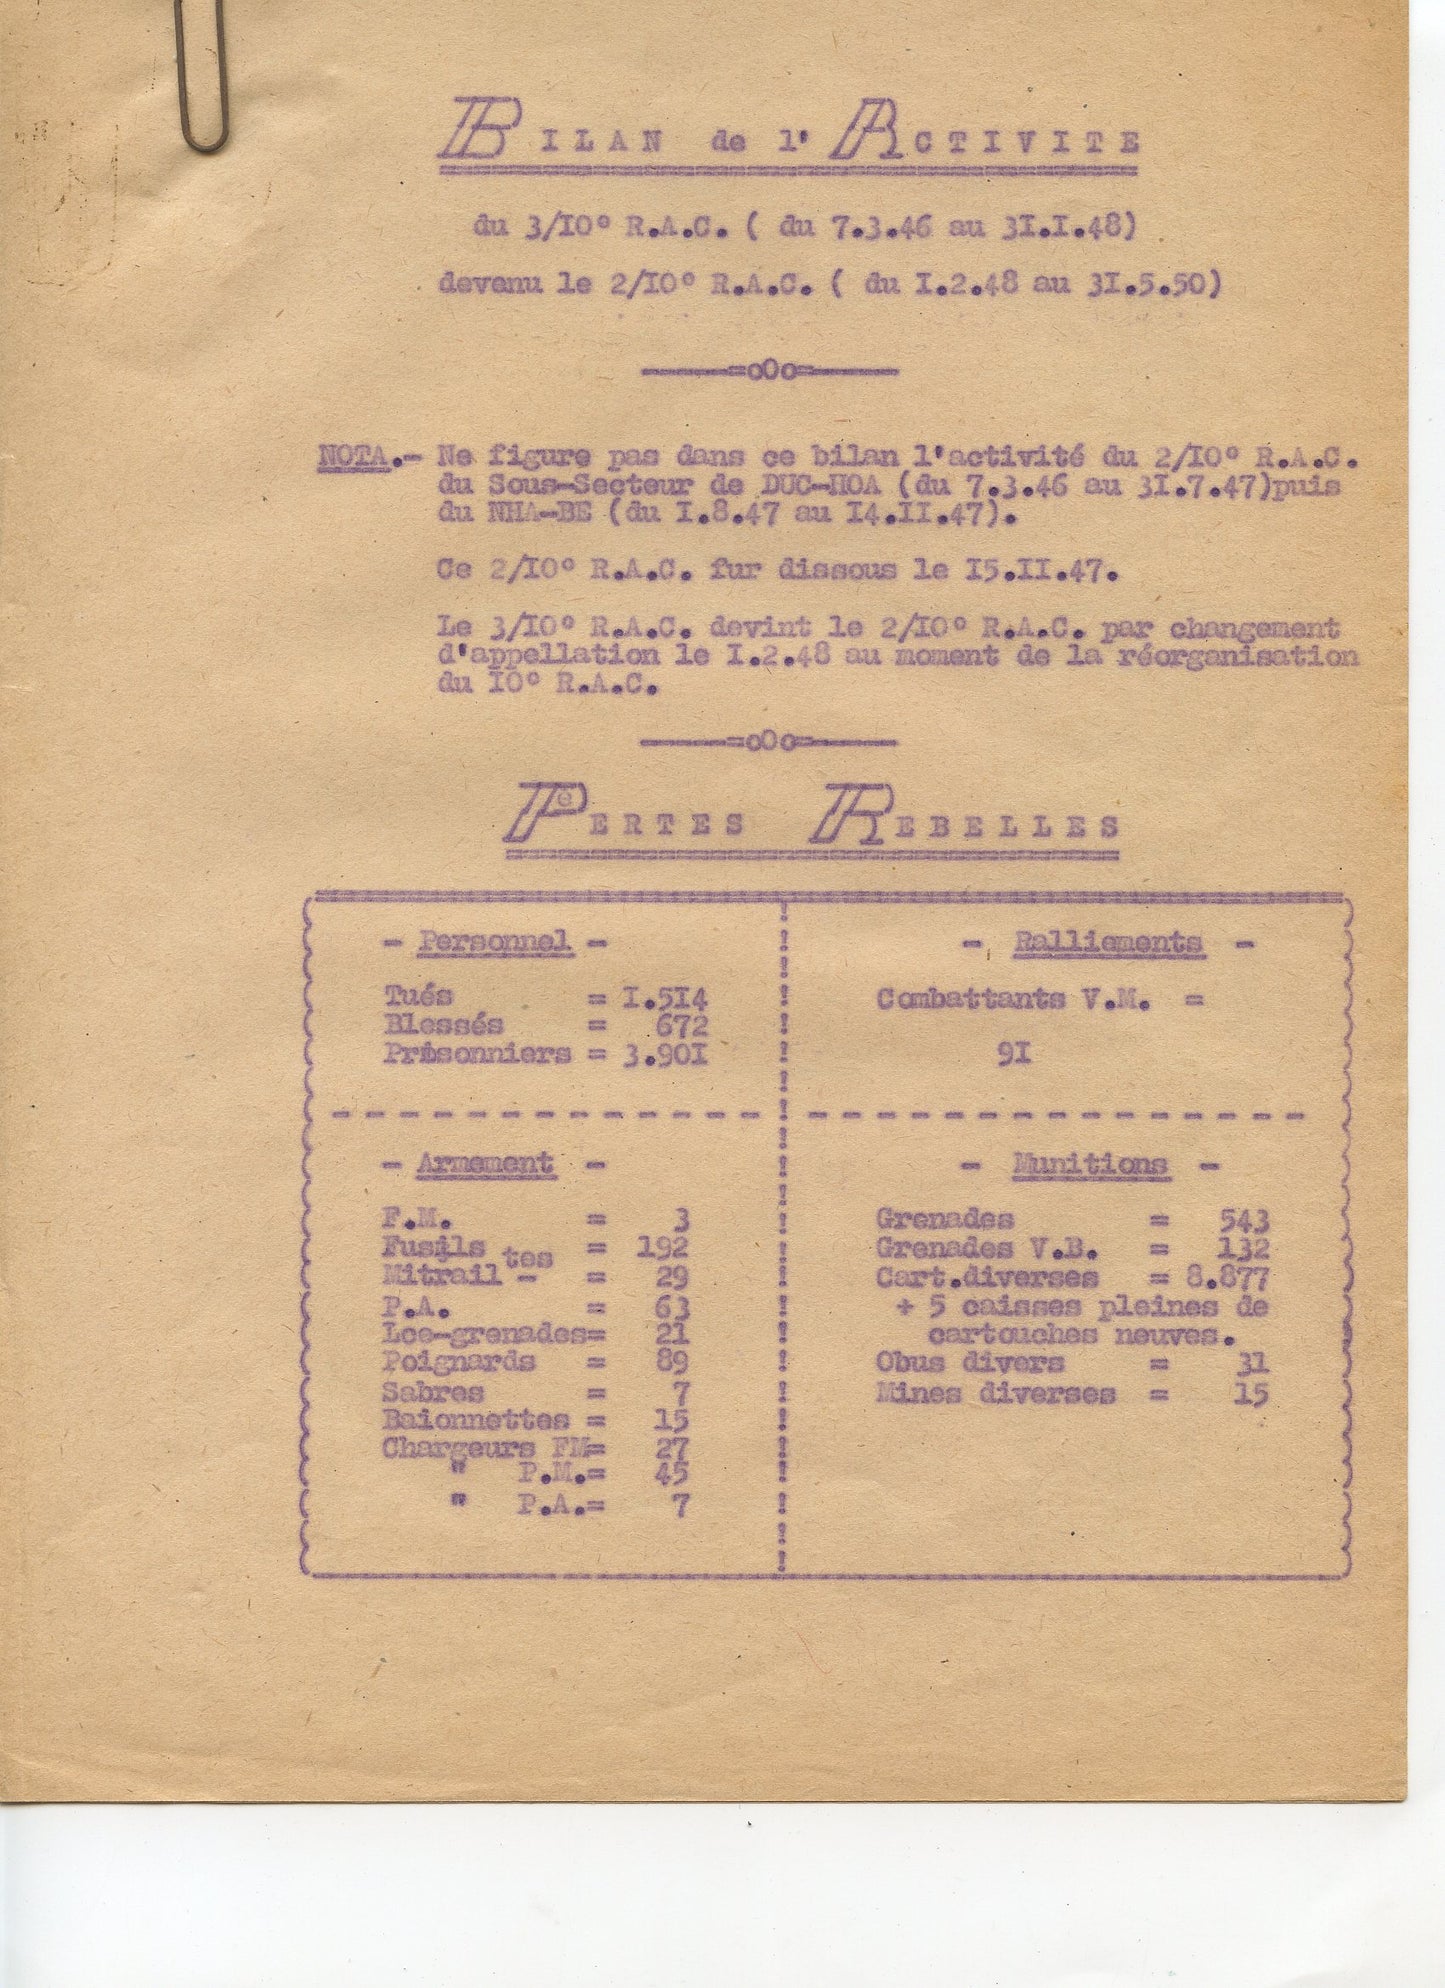 BILAN de l' ACTIVITE
du 3/IO° R.A.C. ( du 7.3.46 au 3I.I.48)
devenu le 2/IO° R.A.C. ( du I.2.48 au 3I.5.50)
=oOo=
NOTA.- Ne figure pas dans ce bilan l'activité du 2/IO° R.A.C.
du Sous-Secteur de DUC-HOA (du 7.3.46 au 3I.7.47)puis
du NHA-BE (du I.8.47 au I4.II.47).
Ce 2/IO° R.A.C. fur dissous le I5.II.47.
Le 3/IO° R.A.C. devint le 2/IO° R.A.C. par changement
d'appellation le I.2.48 au moment de la réorganisation
du IO° R.A.C.
=oOo=
PERTES REBELLES
- Personnel -
Tués = I.5I4
Blessés = 672
Prisonniers = 3.90I
- Ralliements -
Combattants V.M. =
9I
- Armement -
F.M. = 3
Fusils = I92
Mitrailtes - = 29
P.A. = 63
Lce-grenades= 2I
Poignards = 89
Sabres = 7
Baionnettes = I5
Chargeurs FM= 27
" P.M.= 45
" P.A.= 7
- Munitions -
Grenades = 543
Grenades V.B. = I32
Cart.diverses = 8.877
+ 5 caisses pleines de
cartouches neuves.
Obus divers = 3I
Mines diverses = I5